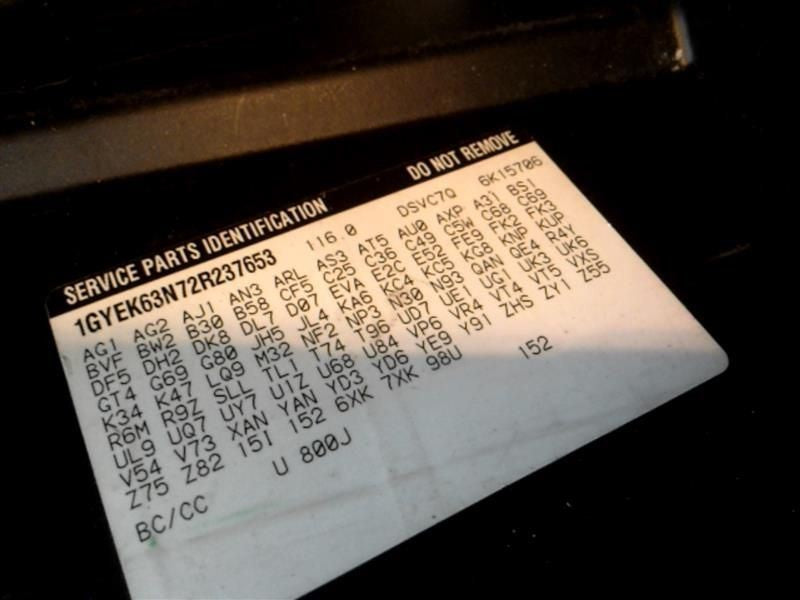 SERVICE PARTS IDENTIFICATION DO NOT REMOVE
1GYEK63N72R237653 116.0 DSVC7Q 6K15706
AG1 AG2 AJ1 AN3 ARL AS3 AT5 AU0 AXP A31 BS1
BVF BW2 B30 B58 CF5 C25 C36 C49 C5W C68 C69
DF5 DH2 DK8 DL7 D07 EVA E2C E52 FE9 FK2 FK3
GT4 G69 G80 JH5 JL4 KA6 KC4 KC5 KG8 KNP KUP
K34 K47 LQ9 M32 NF2 NP3 N30 N93 QAN QE4 R4Y
R6M R9Z SLL TL1 T74 T96 UD7 UE1 UG1 UK3 UK6
UL9 UQ7 UY7 U1Z U68 U84 VP6 VR4 VT4 VT5 VXS
V54 V73 XAN YAN YD3 YD6 YE9 Y91 ZHS ZY1 Z55
Z75 Z82 151 152 6XK 7XK 98U 152
U 800J
BC/CC